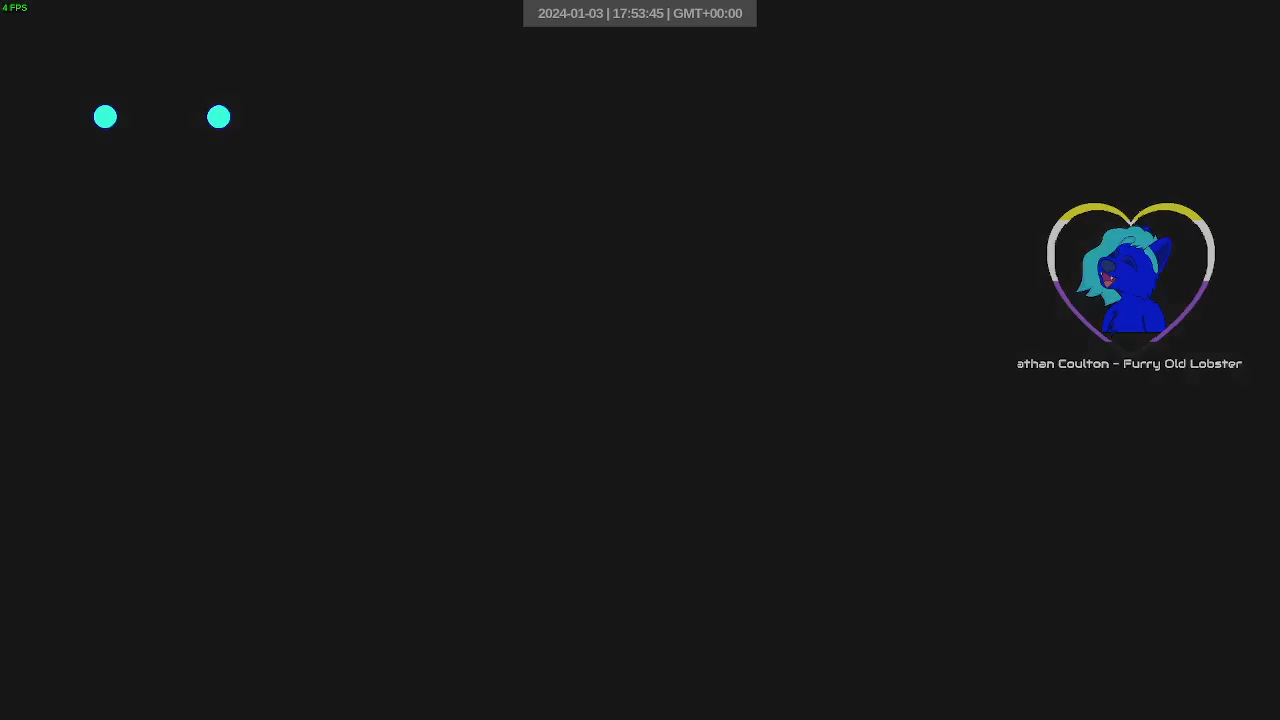 4 FPS
2024-01-03 | 17:53:45 | GMT+00:00
athan Coulton - Furry Old Lobster